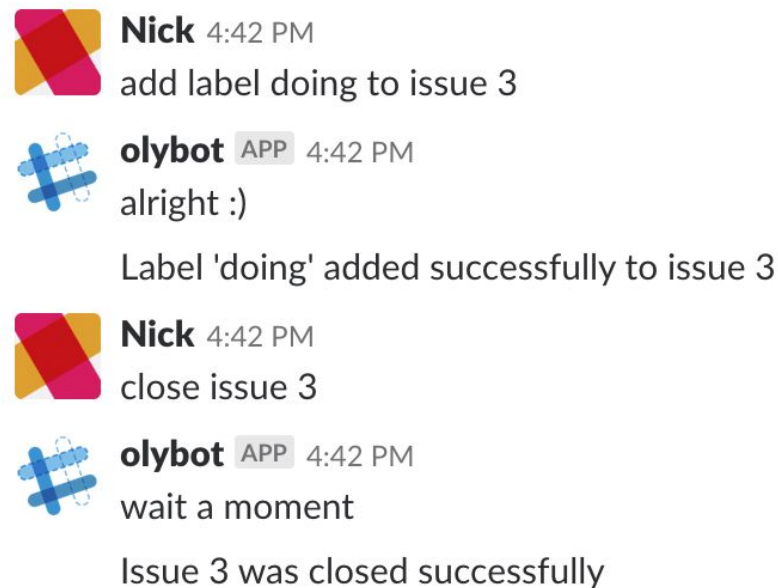 Nick 4:42 PM
add label doing to issue 3
olybot APP 4:42 PM
alright :)
Label 'doing' added successfully to issue 3
Nick 4:42 PM
close issue 3
olybot APP 4:42 PM
wait a moment
Issue 3 was closed successfully